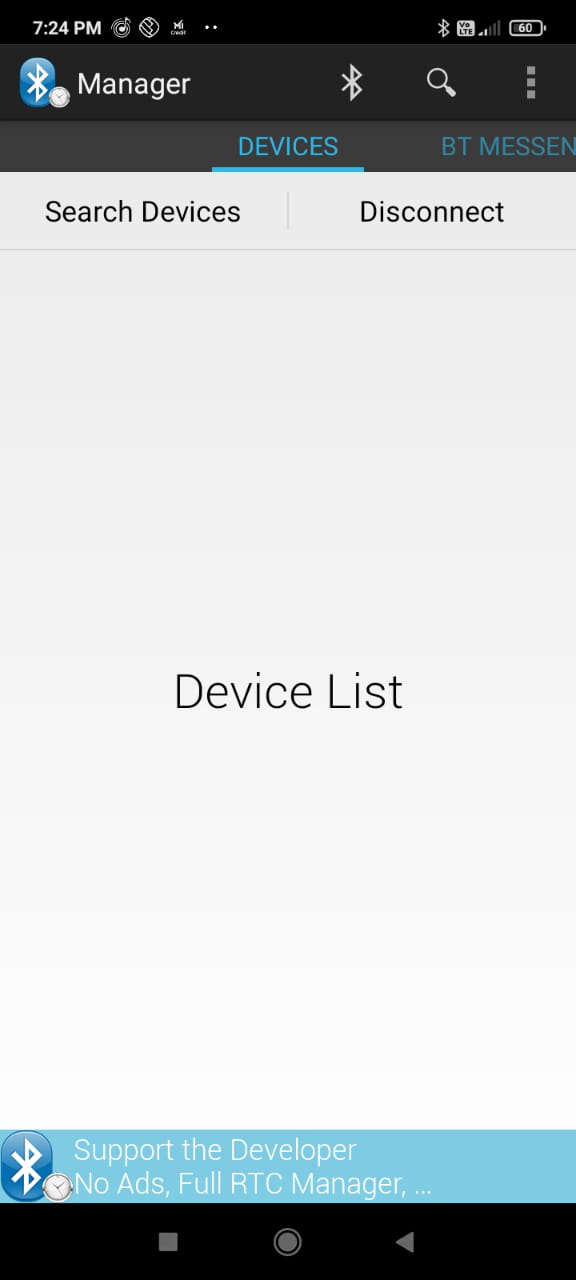 7:24 PM Mi Credit Vo LTE 60
Manager
DEVICES BT MESSEN
Search Devices Disconnect
Device List
Support the Developer
No Ads, Full RTC Manager, ...